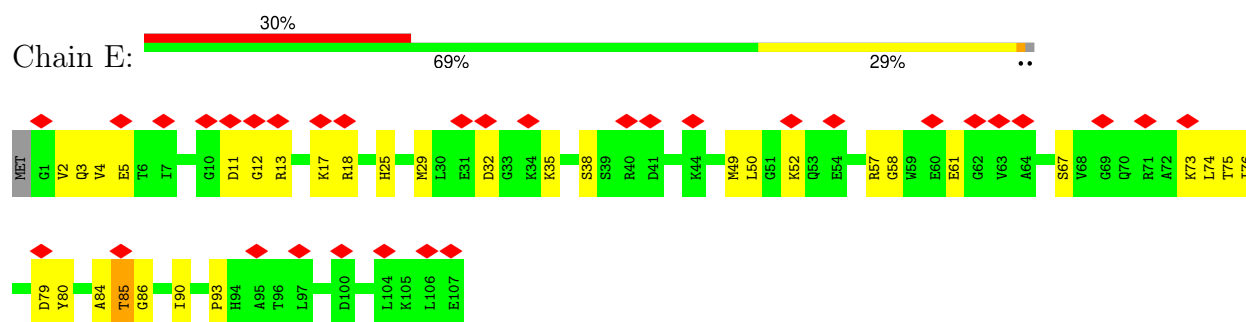 30%
Chain E:
69% 29% ••
MET G1 V2 Q3 V4 E5 T6 I7 G10 D11 G12 R13 K17 R18 H25 M29 L30 E31 D32 G33 K34 K35 S38 S39 R40 D41 K44 M49 L50 G51 K52 Q53 E54 R57 G58 W59 E60 E61 G62 V63 A64 S67 V68 G69 Q70 R71 A72 K73 L74 T75 I76
D79 Y80 A84 T85 G86 I90 P93 H94 A95 T96 L97 D100 L104 K105 L106 E107